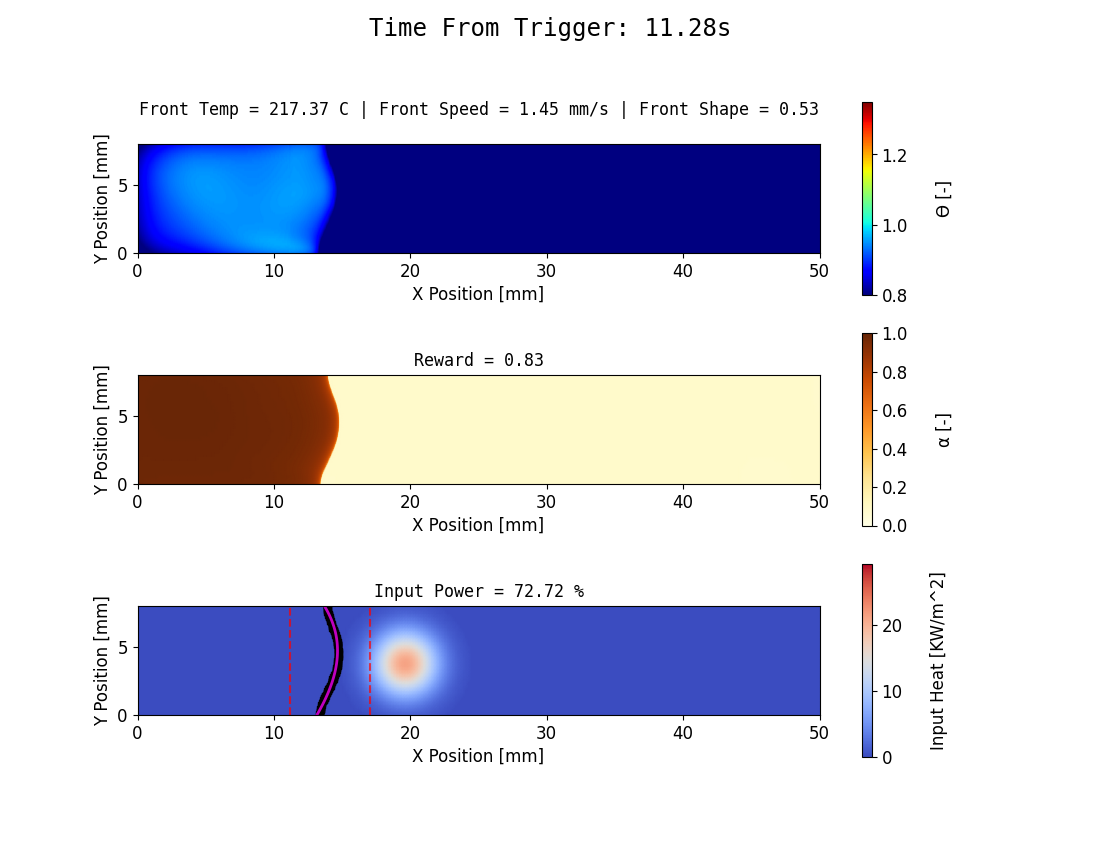 Time From Trigger: 11.28s
Front Temp = 217.37 C | Front Speed = 1.45 mm/s | Front Shape = 0.53
Y Position [mm]
5
0
0 10 20 30 40 50
X Position [mm]
1.2
1.0
0.8
Θ [-]
Reward = 0.83
Y Position [mm]
5
0
0 10 20 30 40 50
X Position [mm]
1.0
0.8
0.6
0.4
0.2
0.0
α [-]
Input Power = 72.72 %
Y Position [mm]
5
0
0 10 20 30 40 50
X Position [mm]
20
10
0
Input Heat [KW/m^2]